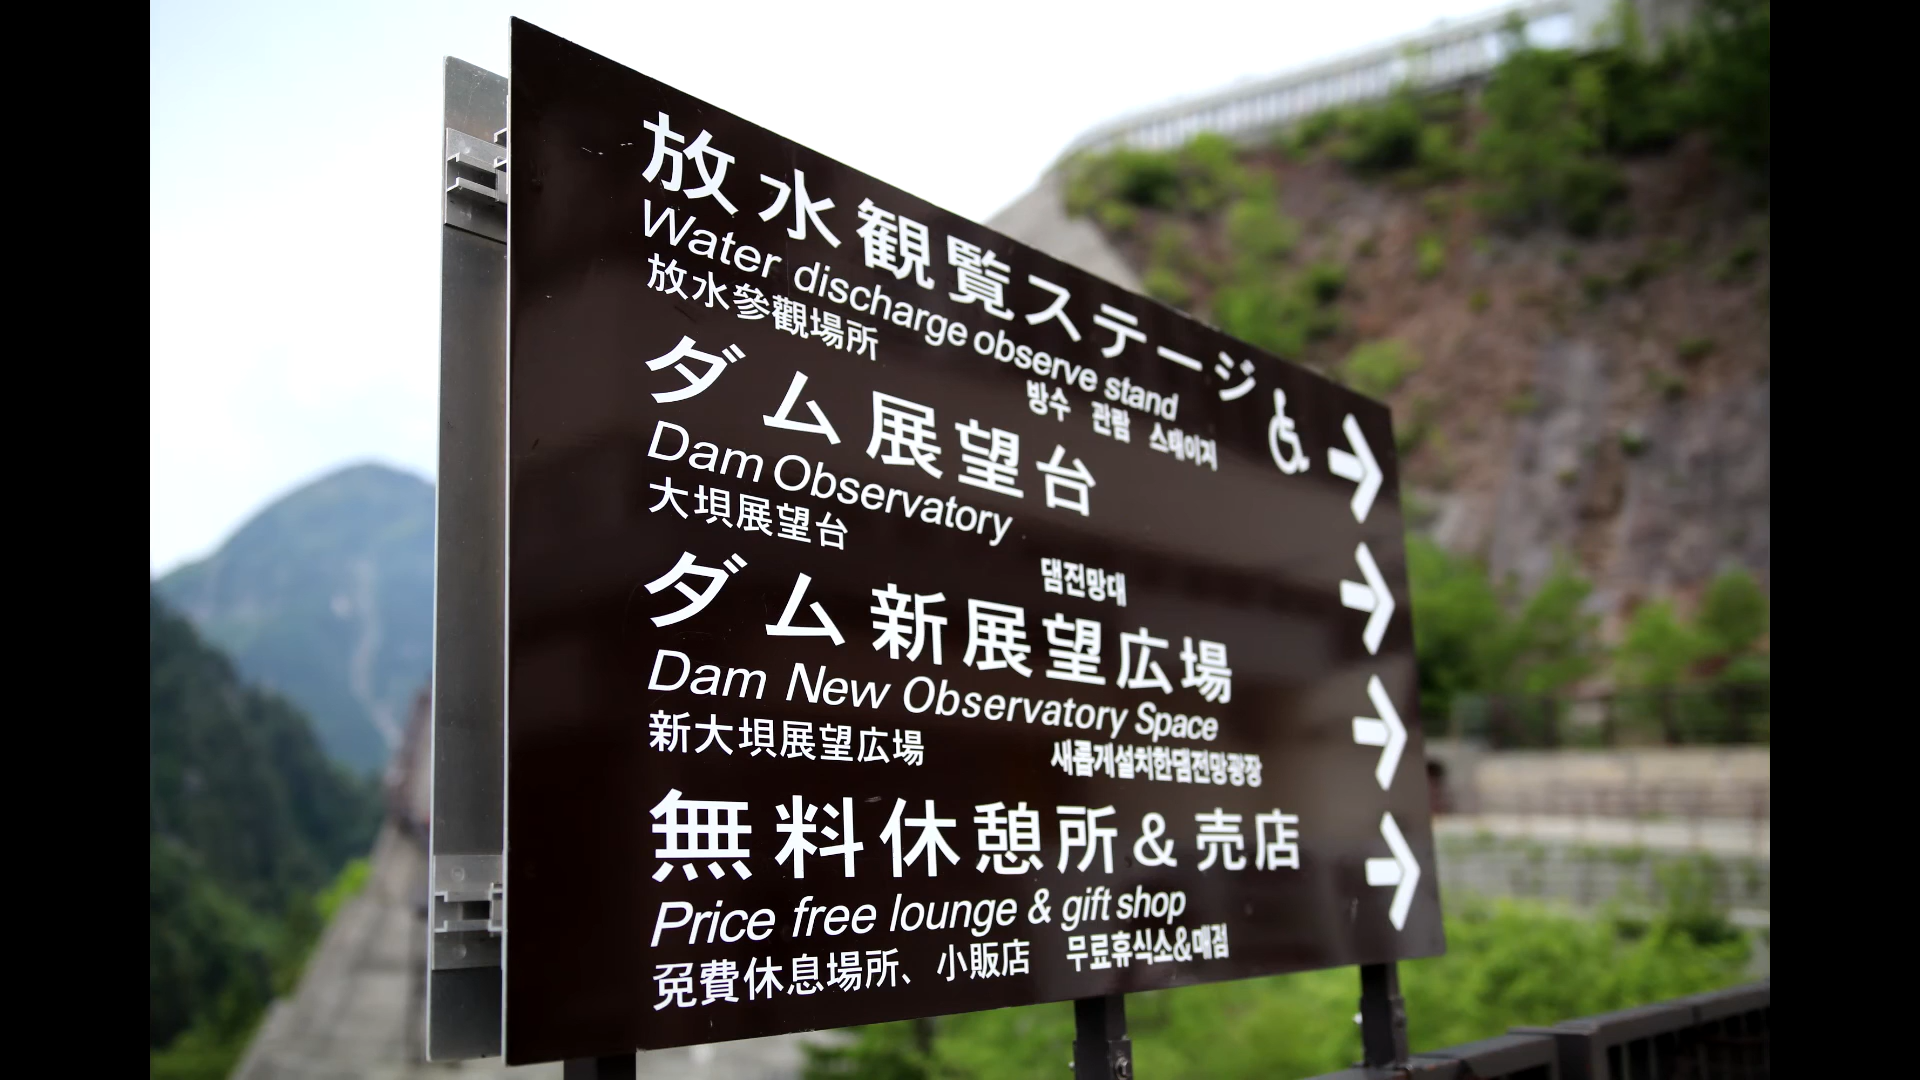 放水観覧ステージ
Water discharge observe stand
放水參觀場所 방수 관람 스태이지
ダム展望台
Dam Observatory
大坝展望台 댐전망대
ダム新展望広場
Dam New Observatory Space
新大坝展望広場 새롭게설치한댐전망광장
無料休憩所&売店
Price free lounge & gift shop
免費休息場所、小販店 무료휴식소&매점